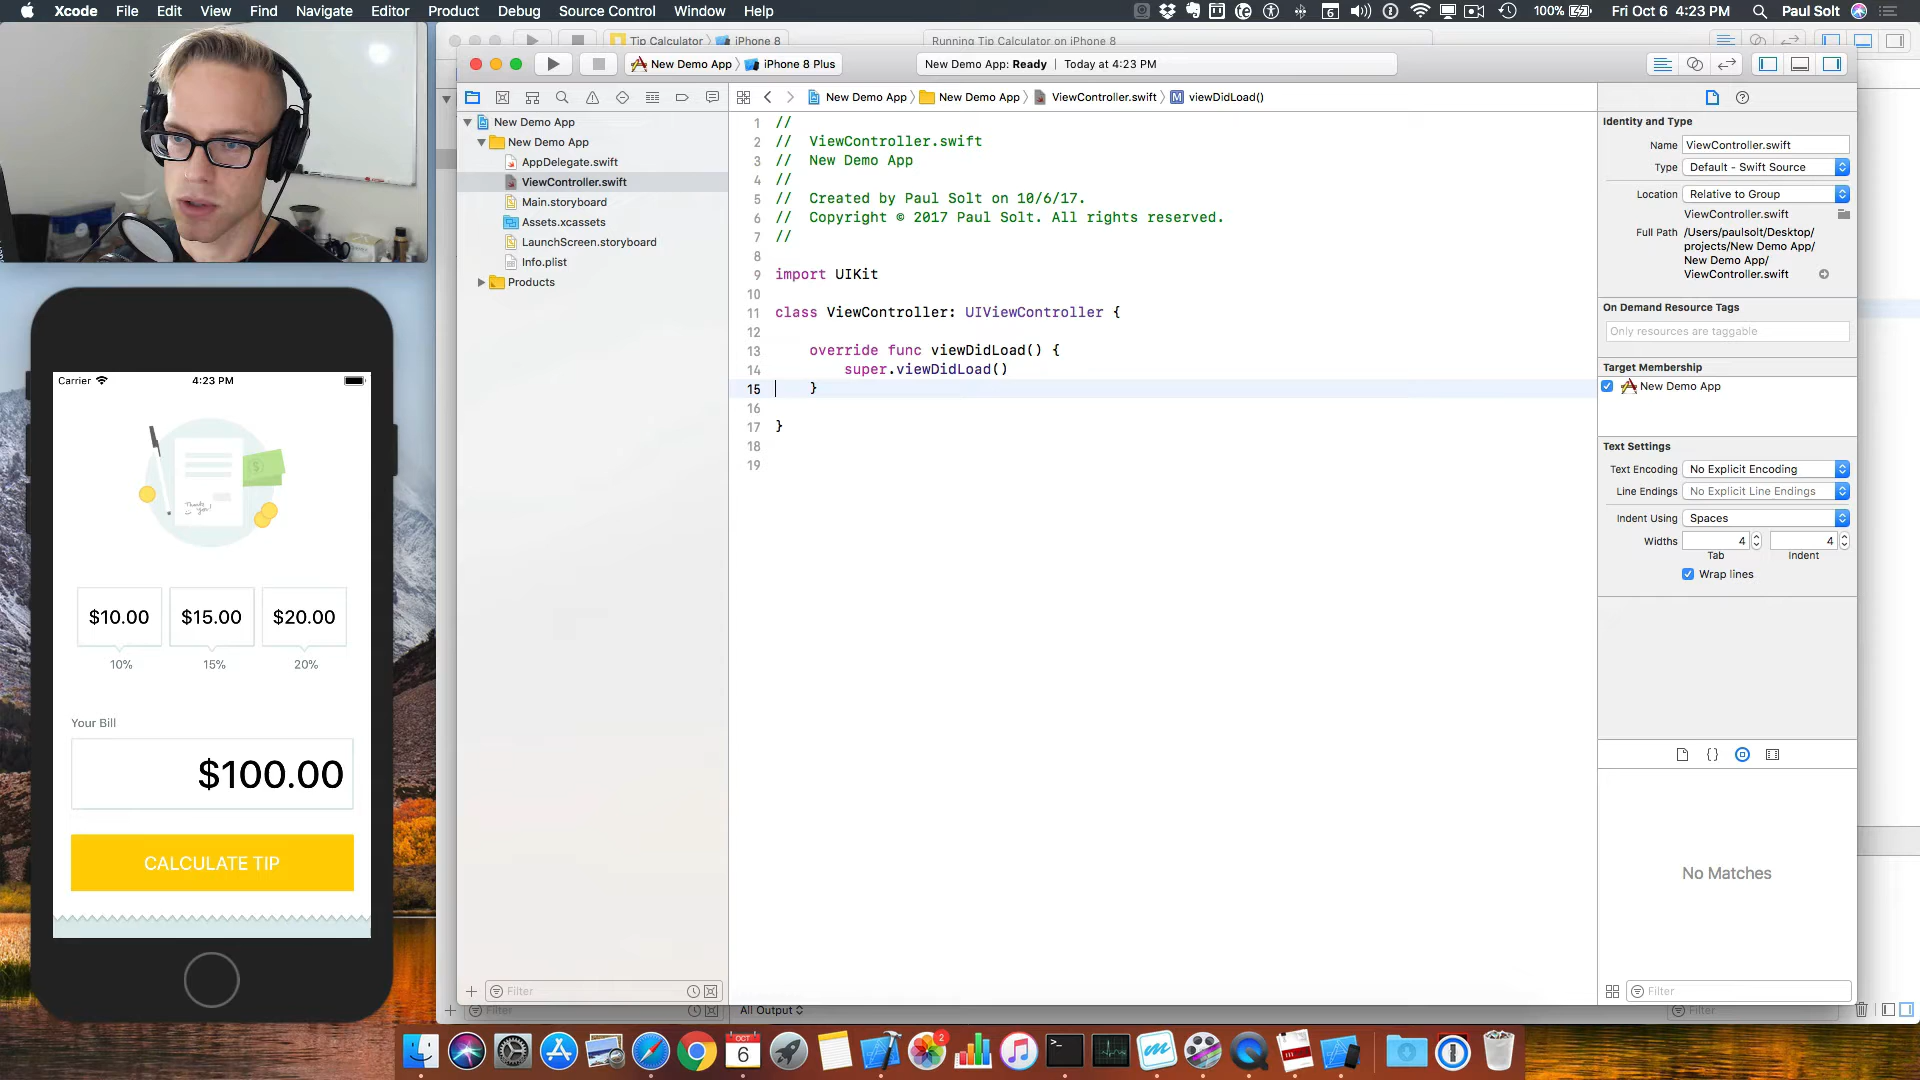 Xcode File Edit View Find Navigate Editor Product Debug Source Control Window Help
100% Fri Oct 6 4:23 PM Paul Solt
Tip Calculator iPhone 8 Running Tip Calculator on iPhone 8
New Demo App iPhone 8 Plus New Demo App: Ready Today at 4:23 PM
New Demo App New Demo App ViewController.swift viewDidLoad()
New Demo App
New Demo App
AppDelegate.swift
ViewController.swift
Main.storyboard
Assets.xcassets
LaunchScreen.storyboard
Info.plist
Products
Filter
1 //
2 // ViewController.swift
3 // New Demo App
4 //
5 // Created by Paul Solt on 10/6/17.
6 // Copyright © 2017 Paul Solt. All rights reserved.
7 //
8
9 import UIKit
10
11 class ViewController: UIViewController {
12
13 override func viewDidLoad() {
14 super.viewDidLoad()
15 }
16
17 }
18
19
Identity and Type
Name ViewController.swift
Type Default - Swift Source
Location Relative to Group
ViewController.swift
Full Path /Users/paulsolt/Desktop/
projects/New Demo App/
New Demo App/
ViewController.swift
On Demand Resource Tags
Only resources are taggable
Target Membership
New Demo App
Text Settings
Text Encoding No Explicit Encoding
Line Endings No Explicit Line Endings
Indent Using Spaces
Widths 4 4
Tab Indent
Wrap lines
No Matches
Filter
Filter All Output Filter
Carrier 4:23 PM
Thank you!
$10.00 $15.00 $20.00
10% 15% 20%
Your Bill
$100.00
CALCULATE TIP
OCT
6
2